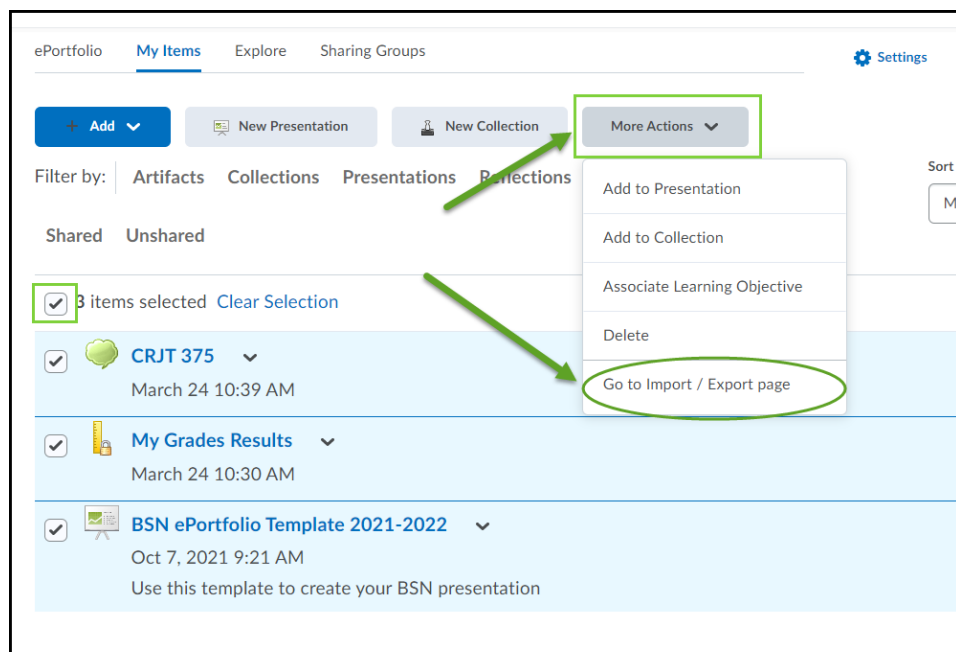 ePortfolio My Items Explore Sharing Groups
Settings
+ Add New Presentation New Collection More Actions
Filter by: Artifacts Collections Presentations Reflections
Sort
M
Shared Unshared
Add to Presentation
Add to Collection
Associate Learning Objective
Delete
Go to Import / Export page
3 items selected Clear Selection
CRJT 375
March 24 10:39 AM
My Grades Results
March 24 10:30 AM
BSN ePortfolio Template 2021-2022
Oct 7, 2021 9:21 AM
Use this template to create your BSN presentation